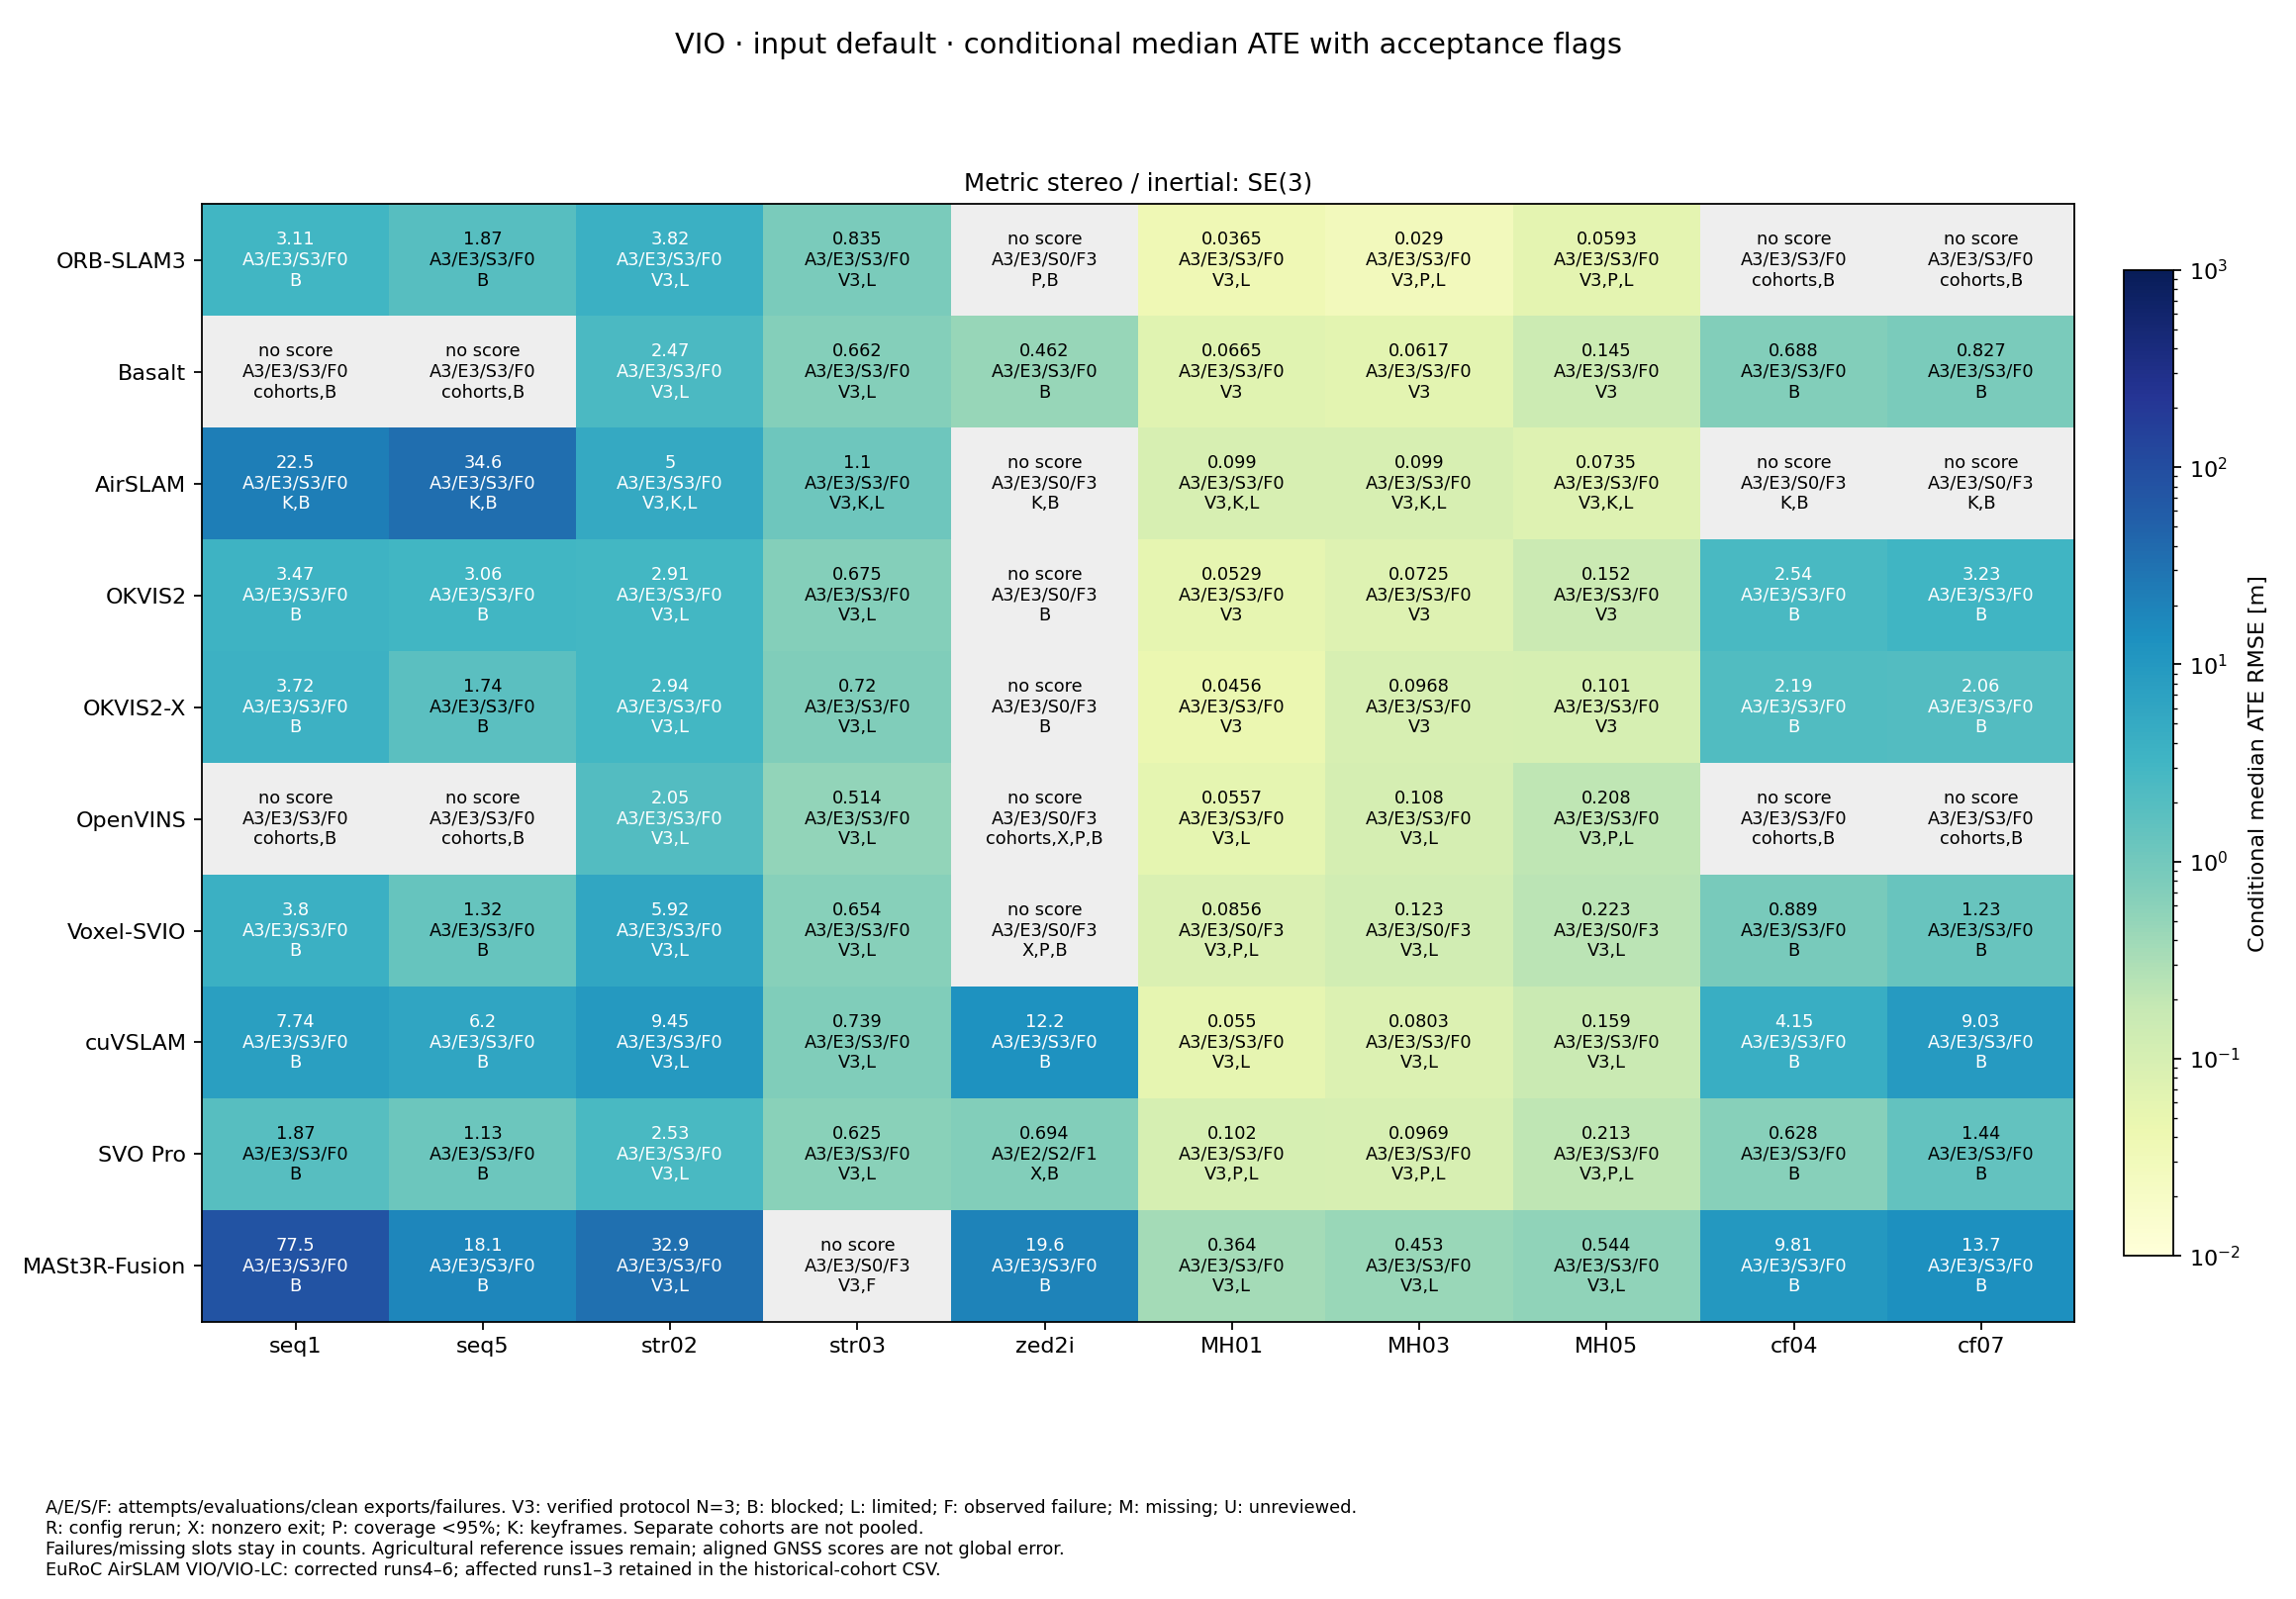 VIO · input default · conditional median ATE with acceptance flags
Metric stereo / inertial: SE(3)
ORB-SLAM3
3.11
A3/E3/S3/F0
B
1.87
A3/E3/S3/F0
B
3.82
A3/E3/S3/F0
V3,L
0.835
A3/E3/S3/F0
V3,L
no score
A3/E3/S0/F3
P,B
0.0365
A3/E3/S3/F0
V3,L
0.029
A3/E3/S3/F0
V3,P,L
0.0593
A3/E3/S3/F0
V3,P,L
no score
A3/E3/S3/F0
cohorts,B
no score
A3/E3/S3/F0
cohorts,B
Basalt
no score
A3/E3/S3/F0
cohorts,B
no score
A3/E3/S3/F0
cohorts,B
2.47
A3/E3/S3/F0
V3,L
0.662
A3/E3/S3/F0
V3,L
0.462
A3/E3/S3/F0
B
0.0665
A3/E3/S3/F0
V3
0.0617
A3/E3/S3/F0
V3
0.145
A3/E3/S3/F0
V3
0.688
A3/E3/S3/F0
B
0.827
A3/E3/S3/F0
B
AirSLAM
22.5
A3/E3/S3/F0
K,B
34.6
A3/E3/S3/F0
K,B
5
A3/E3/S3/F0
V3,K,L
1.1
A3/E3/S3/F0
V3,K,L
no score
A3/E3/S0/F3
K,B
0.099
A3/E3/S3/F0
V3,K,L
0.099
A3/E3/S3/F0
V3,K,L
0.0735
A3/E3/S3/F0
V3,K,L
no score
A3/E3/S0/F3
K,B
no score
A3/E3/S0/F3
K,B
OKVIS2
3.47
A3/E3/S3/F0
B
3.06
A3/E3/S3/F0
B
2.91
A3/E3/S3/F0
V3,L
0.675
A3/E3/S3/F0
V3,L
no score
A3/E3/S0/F3
B
0.0529
A3/E3/S3/F0
V3
0.0725
A3/E3/S3/F0
V3
0.152
A3/E3/S3/F0
V3
2.54
A3/E3/S3/F0
B
3.23
A3/E3/S3/F0
B
OKVIS2-X
3.72
A3/E3/S3/F0
B
1.74
A3/E3/S3/F0
B
2.94
A3/E3/S3/F0
V3,L
0.72
A3/E3/S3/F0
V3,L
no score
A3/E3/S0/F3
B
0.0456
A3/E3/S3/F0
V3
0.0968
A3/E3/S3/F0
V3
0.101
A3/E3/S3/F0
V3
2.19
A3/E3/S3/F0
B
2.06
A3/E3/S3/F0
B
OpenVINS
no score
A3/E3/S3/F0
cohorts,B
no score
A3/E3/S3/F0
cohorts,B
2.05
A3/E3/S3/F0
V3,L
0.514
A3/E3/S3/F0
V3,L
no score
A3/E3/S0/F3
cohorts,X,P,B
0.0557
A3/E3/S3/F0
V3,L
0.108
A3/E3/S3/F0
V3,L
0.208
A3/E3/S3/F0
V3,P,L
no score
A3/E3/S3/F0
cohorts,B
no score
A3/E3/S3/F0
cohorts,B
Voxel-SVIO
3.8
A3/E3/S3/F0
B
1.32
A3/E3/S3/F0
B
5.92
A3/E3/S3/F0
V3,L
0.654
A3/E3/S3/F0
V3,L
no score
A3/E3/S0/F3
X,P,B
0.0856
A3/E3/S0/F3
V3,P,L
0.123
A3/E3/S0/F3
V3,L
0.223
A3/E3/S0/F3
V3,L
0.889
A3/E3/S3/F0
B
1.23
A3/E3/S3/F0
B
cuVSLAM
7.74
A3/E3/S3/F0
B
6.2
A3/E3/S3/F0
B
9.45
A3/E3/S3/F0
V3,L
0.739
A3/E3/S3/F0
V3,L
12.2
A3/E3/S3/F0
B
0.055
A3/E3/S3/F0
V3,L
0.0803
A3/E3/S3/F0
V3,L
0.159
A3/E3/S3/F0
V3,L
4.15
A3/E3/S3/F0
B
9.03
A3/E3/S3/F0
B
SVO Pro
1.87
A3/E3/S3/F0
B
1.13
A3/E3/S3/F0
B
2.53
A3/E3/S3/F0
V3,L
0.625
A3/E3/S3/F0
V3,L
0.694
A3/E2/S2/F1
X,B
0.102
A3/E3/S3/F0
V3,P,L
0.0969
A3/E3/S3/F0
V3,P,L
0.213
A3/E3/S3/F0
V3,P,L
0.628
A3/E3/S3/F0
B
1.44
A3/E3/S3/F0
B
MASt3R-Fusion
77.5
A3/E3/S3/F0
B
18.1
A3/E3/S3/F0
B
32.9
A3/E3/S3/F0
V3,L
no score
A3/E3/S0/F3
V3,F
19.6
A3/E3/S3/F0
B
0.364
A3/E3/S3/F0
V3,L
0.453
A3/E3/S3/F0
V3,L
0.544
A3/E3/S3/F0
V3,L
9.81
A3/E3/S3/F0
B
13.7
A3/E3/S3/F0
B
seq1
seq5
str02
str03
zed2i
MH01
MH03
MH05
cf04
cf07
10³
10²
10¹
10⁰
10⁻¹
10⁻²
Conditional median ATE RMSE [m]
A/E/S/F: attempts/evaluations/clean exports/failures. V3: verified protocol N=3; B: blocked; L: limited; F: observed failure; M: missing; U: unreviewed.
R: config rerun; X: nonzero exit; P: coverage <95%; K: keyframes. Separate cohorts are not pooled.
Failures/missing slots stay in counts. Agricultural reference issues remain; aligned GNSS scores are not global error.
EuRoC AirSLAM VIO/VIO-LC: corrected runs4–6; affected runs1–3 retained in the historical-cohort CSV.